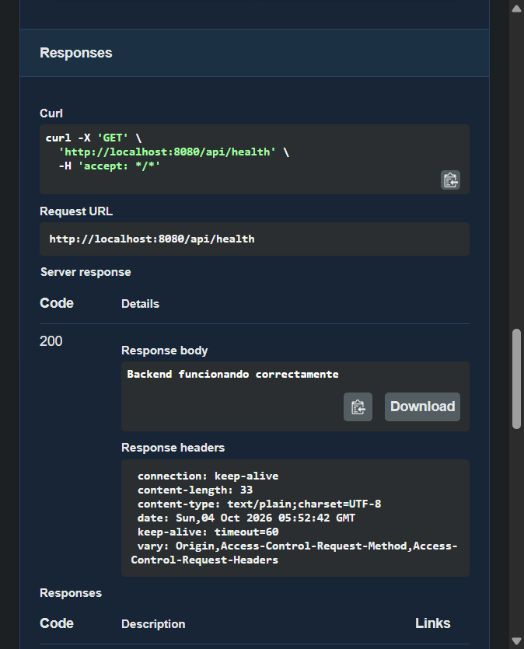 Responses
Curl
curl -X 'GET' \
  'http://localhost:8080/api/health' \
  -H 'accept: */*'
Request URL
http://localhost:8080/api/health
Server response
Code Details
200
Response body
Backend funcionando correctamente
Download
Response headers
connection: keep-alive
content-length: 33
content-type: text/plain;charset=UTF-8
date: Sun,04 Oct 2026 05:52:42 GMT
keep-alive: timeout=60
vary: Origin,Access-Control-Request-Method,Access-
Control-Request-Headers
Responses
Code Description Links